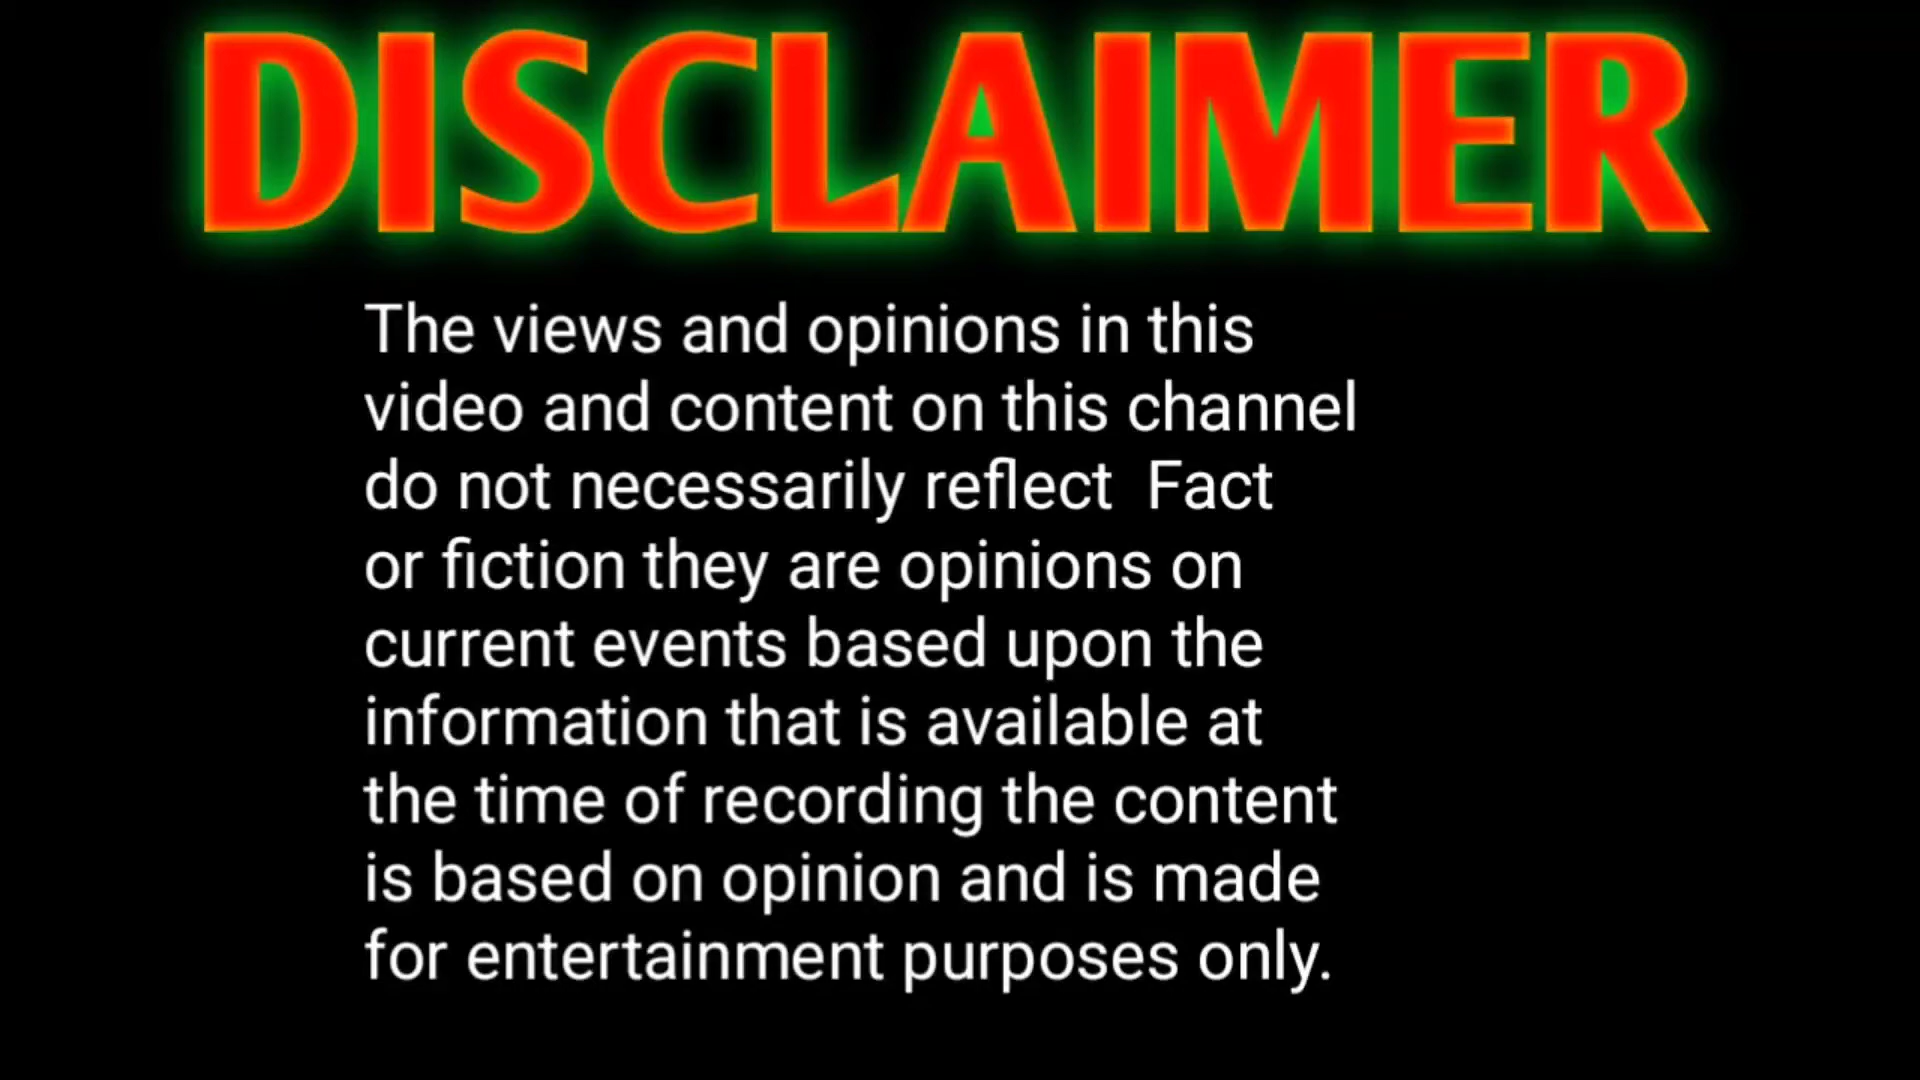 DISCLAIMER
The views and opinions in this
video and content on this channel
do not necessarily reflect  Fact
or fiction they are opinions on
current events based upon the
information that is available at
the time of recording the content
is based on opinion and is made
for entertainment purposes only.